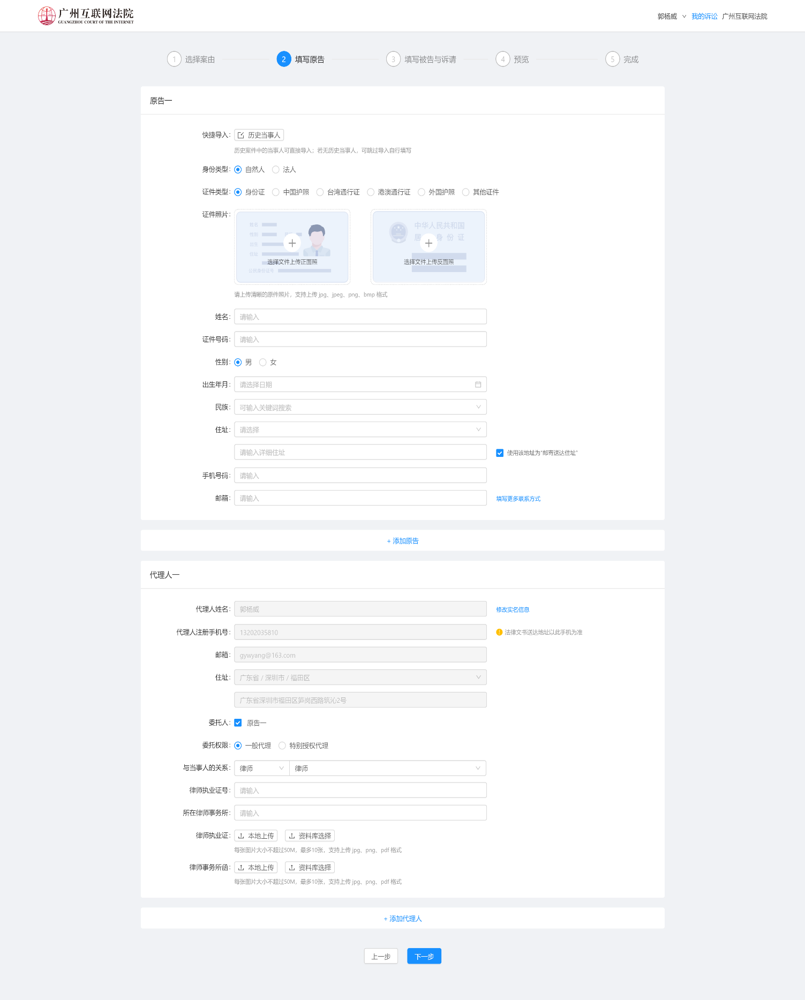 广州互联网法院
GUANGZHOU COURT OF THE INTERNET
郭杨威 我的诉讼 广州互联网法院
1 选择案由 2 填写原告 3 填写被告与诉请 4 预览 5 完成
原告一
快捷导入: 历史当事人
历史案件中的当事人可直接导入；若无历史当事人，可跳过导入自行填写
身份类型: 自然人 法人
证件类型: 身份证 中国护照 台湾通行证 港澳通行证 外国护照 其他证件
证件照片:
姓名
性别
出生
住址
选择文件上传正面照
公民身份证号
中华人民共和国
居 身 份 证
选择文件上传反面照
请上传清晰的原件照片，支持上传 jpg、jpeg、png、bmp 格式
姓名: 请输入
证件号码: 请输入
性别: 男 女
出生年月: 请选择日期
民族: 可输入关键词搜索
住址: 请选择
请输入详细住址 使用该地址为“邮寄送达住址”
手机号码: 请输入
邮箱: 请输入 填写更多联系方式
+ 添加原告
代理人一
代理人姓名: 郭杨威 修改实名信息
代理人注册手机号: 13202035810 法律文书送达地址以此手机为准
邮箱: gywyang@163.com
住址: 广东省 / 深圳市 / 福田区
广东省深圳市福田区笋岗西路筑沁2号
委托人: 原告一
委托权限: 一般代理 特别授权代理
与当事人的关系: 律师 律师
律师执业证号: 请输入
所在律师事务所: 请输入
律师执业证: 本地上传 资料库选择
每张图片大小不超过50M，最多10张，支持上传 jpg、png、pdf 格式
律师事务所函: 本地上传 资料库选择
每张图片大小不超过50M，最多10张，支持上传 jpg、png、pdf 格式
+ 添加代理人
上一步 下一步